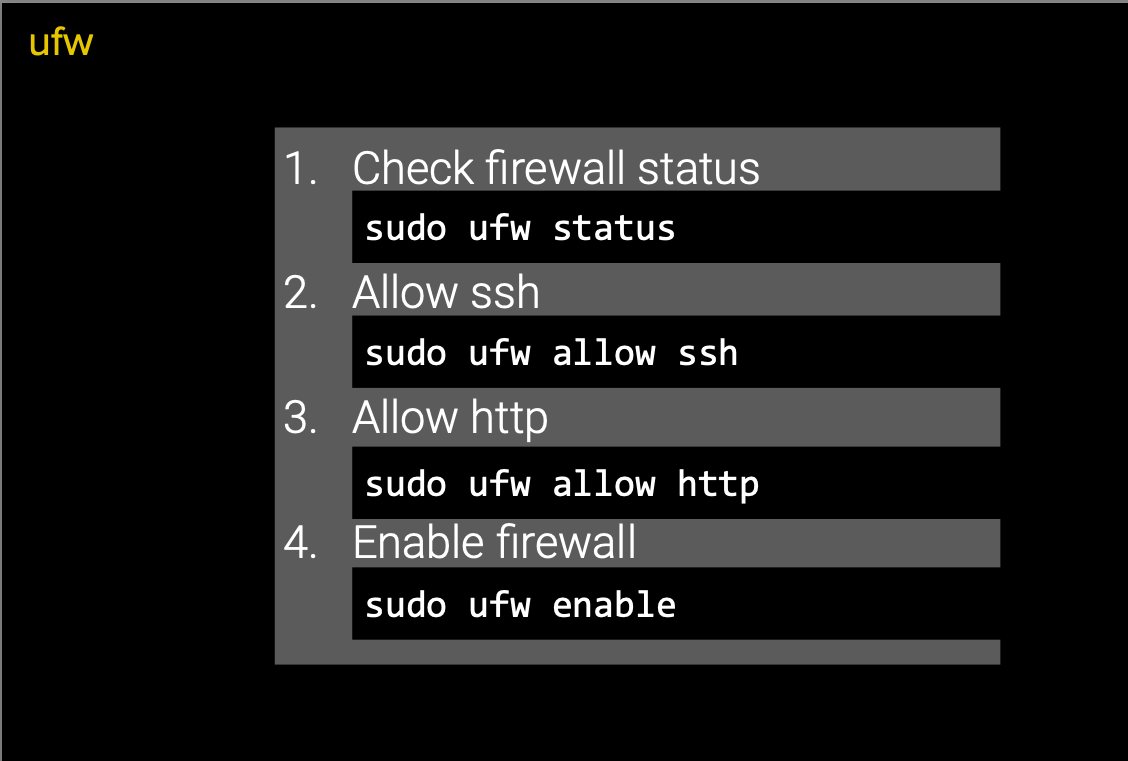 ufw
1. Check firewall status
sudo ufw status
2. Allow ssh
sudo ufw allow ssh
3. Allow http
sudo ufw allow http
4. Enable firewall
sudo ufw enable